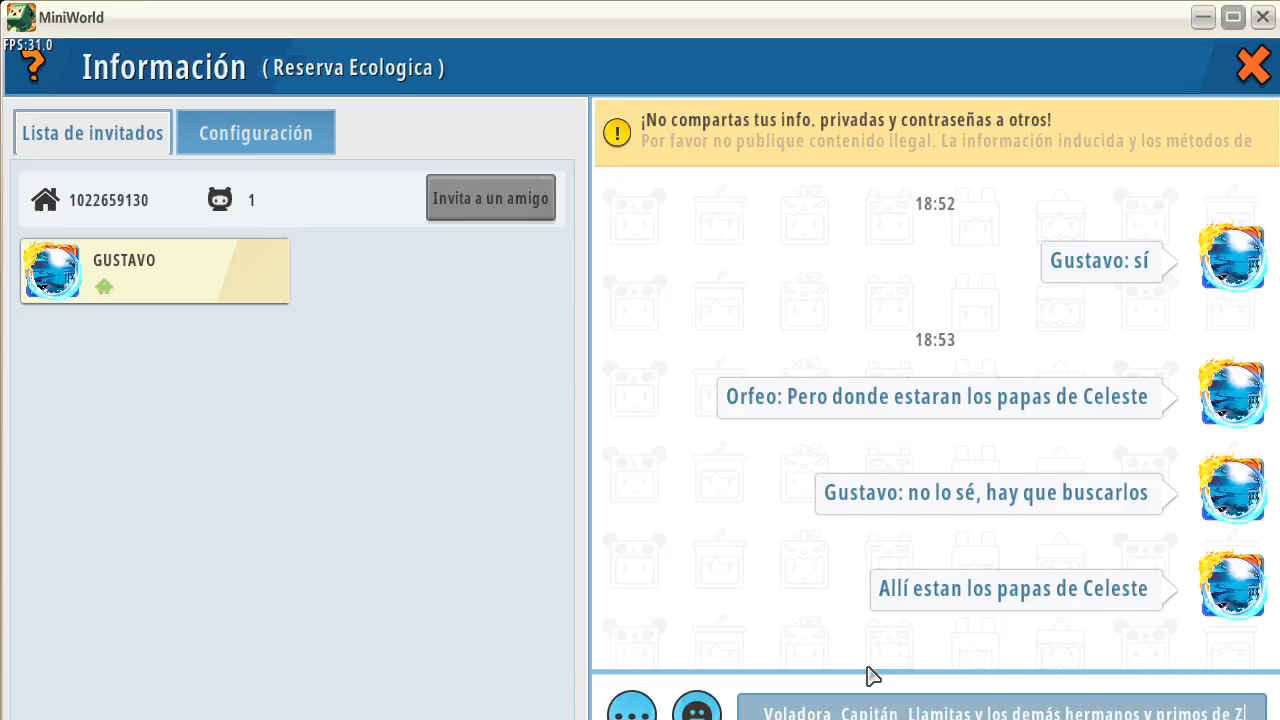 MiniWorld
FPS:31.0
Información ( Reserva Ecologica )
Lista de invitados
Configuración
1022659130
1
Invita a un amigo
GUSTAVO
¡No compartas tus info. privadas y contraseñas a otros!
Por favor no publique contenido ilegal. La información inducida y los métodos de
18:52
Gustavo: sí
18:53
Orfeo: Pero donde estaran los papas de Celeste
Gustavo: no lo sé, hay que buscarlos
Allí estan los papas de Celeste
Voladora, Capitán, Llamitas y los demás hermanos y primos de Z